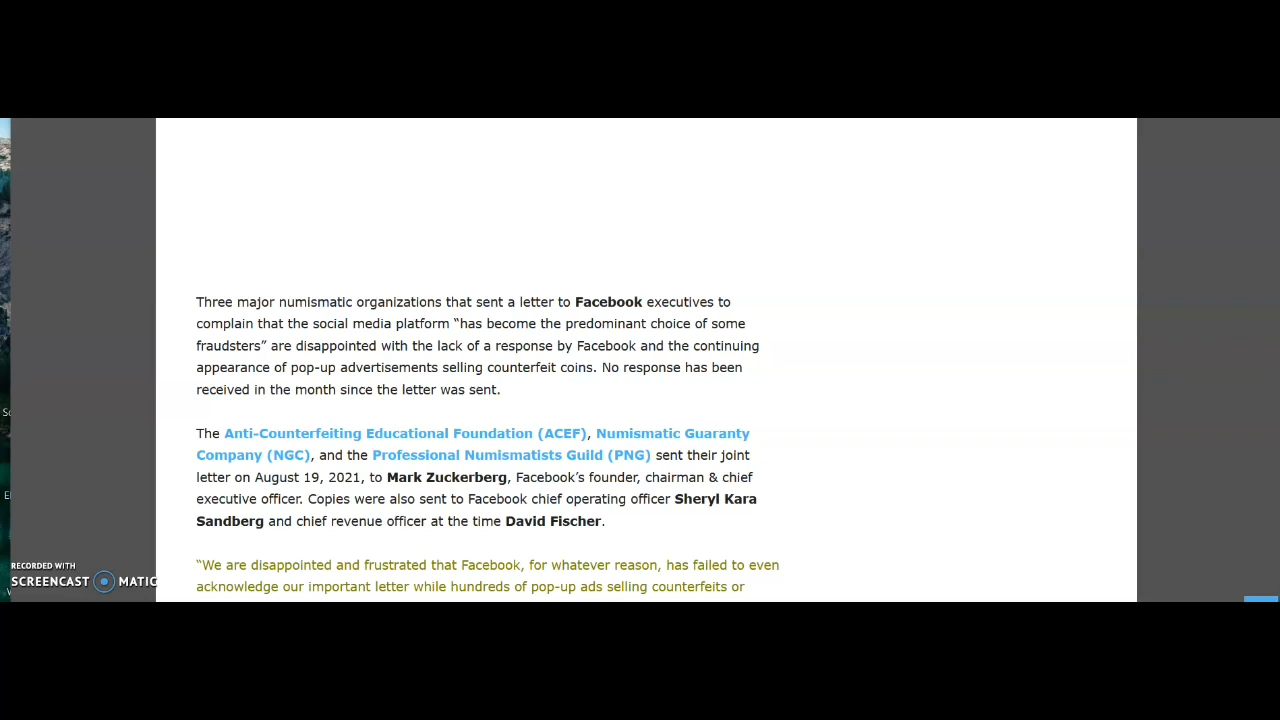 Three major numismatic organizations that sent a letter to Facebook executives to
complain that the social media platform “has become the predominant choice of some
fraudsters” are disappointed with the lack of a response by Facebook and the continuing
appearance of pop-up advertisements selling counterfeit coins. No response has been
received in the month since the letter was sent.
The Anti-Counterfeiting Educational Foundation (ACEF), Numismatic Guaranty
Company (NGC), and the Professional Numismatists Guild (PNG) sent their joint
letter on August 19, 2021, to Mark Zuckerberg, Facebook’s founder, chairman & chief
executive officer. Copies were also sent to Facebook chief operating officer Sheryl Kara
Sandberg and chief revenue officer at the time David Fischer.
“We are disappointed and frustrated that Facebook, for whatever reason, has failed to even
acknowledge our important letter while hundreds of pop-up ads selling counterfeits or
RECORDED WITH
SCREENCAST MATIC